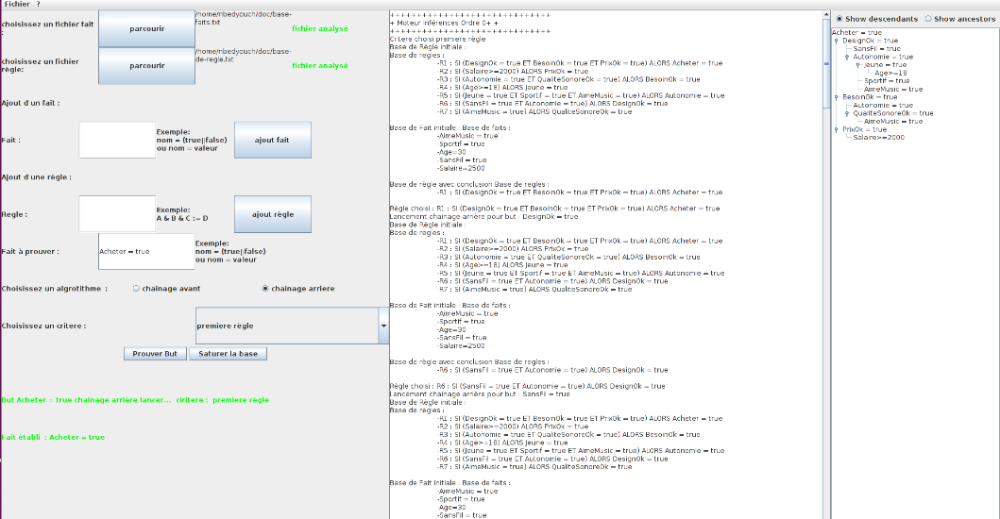 Fichier ?
choisissez un fichier fait :
parcourir
/home/nbedyouch/doc/base-faits.txt
fichier analysé
choisissez un fichier règle:
parcourir
/home/nbedyouch/doc/base-de-regle.txt
fichier analysé
Ajout d'un fait :
Fait :
Exemple:
nom = (true||false)
ou nom = valeur
ajout fait
Ajout d'une règle :
Regle :
Exemple:
A & B & C := D
ajout règle
Fait à prouver :
Acheter = true
Exemple:
nom = (true||false)
ou nom = valeur
Choisissez un algrotithme :
chainage avant
chainage arriere
Choisissez un critere :
premiere règle
Prouver But
Saturer la base
But Acheter = true chainage arrière lancer... ciritere : premiere règle
Fait établi : Acheter = true
++++++++++++++++++++++++++++++
+ Moteur Inférences Ordre 0+ +
++++++++++++++++++++++++++++++
Critere choisi premiere règle
Base de Règle initiale :
Base de regles :
-R1 : SI (DesignOk = true ET BesoinOk = true ET PrixOk = true) ALORS Acheter = true
-R2 : SI (Salaire>=2000) ALORS PrixOk = true
-R3 : SI (Autonomie = true ET QualiteSonoreOk = true) ALORS BesoinOk = true
-R4 : SI (Age>=18) ALORS Jeune = true
-R5 : SI (Jeune = true ET Sportif = true ET AimeMusic = true) ALORS Autonomie = true
-R6 : SI (SansFil = true ET Autonomie = true) ALORS DesignOk = true
-R7 : SI (AimeMusic = true) ALORS QualiteSonoreOk = true
Base de Fait initiale : Base de faits :
-AimeMusic = true
-Sportif = true
-Age=30
-SansFil = true
-Salaire=2500
Base de règle avec conclusion Base de regles :
-R1 : SI (DesignOk = true ET BesoinOk = true ET PrixOk = true) ALORS Acheter = true
Règle choisi : R1 : SI (DesignOk = true ET BesoinOk = true ET PrixOk = true) ALORS Acheter = true
Lancement chainage arrière pour but : DesignOk = true
Base de Règle initiale :
Base de regles :
-R1 : SI (DesignOk = true ET BesoinOk = true ET PrixOk = true) ALORS Acheter = true
-R2 : SI (Salaire>=2000) ALORS PrixOk = true
-R3 : SI (Autonomie = true ET QualiteSonoreOk = true) ALORS BesoinOk = true
-R4 : SI (Age>=18) ALORS Jeune = true
-R5 : SI (Jeune = true ET Sportif = true ET AimeMusic = true) ALORS Autonomie = true
-R6 : SI (SansFil = true ET Autonomie = true) ALORS DesignOk = true
-R7 : SI (AimeMusic = true) ALORS QualiteSonoreOk = true
Base de Fait initiale : Base de faits :
-AimeMusic = true
-Sportif = true
-Age=30
-SansFil = true
-Salaire=2500
Base de règle avec conclusion Base de regles :
-R6 : SI (SansFil = true ET Autonomie = true) ALORS DesignOk = true
Règle choisi : R6 : SI (SansFil = true ET Autonomie = true) ALORS DesignOk = true
Lancement chainage arrière pour but : SansFil = true
Base de Règle initiale :
Base de regles :
-R1 : SI (DesignOk = true ET BesoinOk = true ET PrixOk = true) ALORS Acheter = true
-R2 : SI (Salaire>=2000) ALORS PrixOk = true
-R3 : SI (Autonomie = true ET QualiteSonoreOk = true) ALORS BesoinOk = true
-R4 : SI (Age>=18) ALORS Jeune = true
-R5 : SI (Jeune = true ET Sportif = true ET AimeMusic = true) ALORS Autonomie = true
-R6 : SI (SansFil = true ET Autonomie = true) ALORS DesignOk = true
-R7 : SI (AimeMusic = true) ALORS QualiteSonoreOk = true
Base de Fait initiale : Base de faits :
-AimeMusic = true
-Sportif = true
-Age=30
-SansFil = true
Show descendants
Show ancestors
Acheter = true
DesignOk = true
SansFil = true
Autonomie = true
Jeune = true
Age>=18
Sportif = true
AimeMusic = true
BesoinOk = true
Autonomie = true
QualiteSonoreOk = true
AimeMusic = true
PrixOk = true
Salaire>=2000